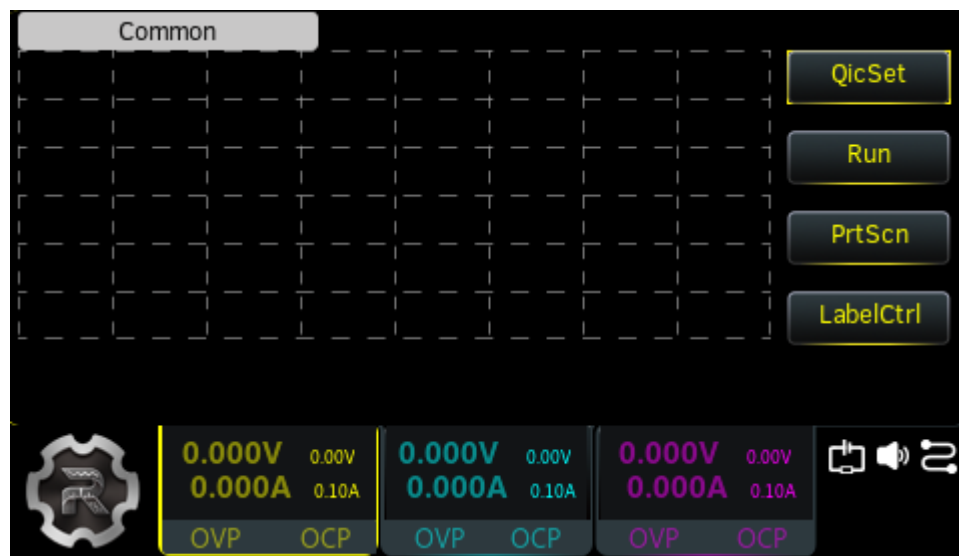 Common
QicSet
Run
PrtScn
LabelCtrl
0.000V 0.00V 0.000V 0.00V 0.000V 0.00V
0.000A 0.10A 0.000A 0.10A 0.000A 0.10A
OVP OCP OVP OCP OVP OCP